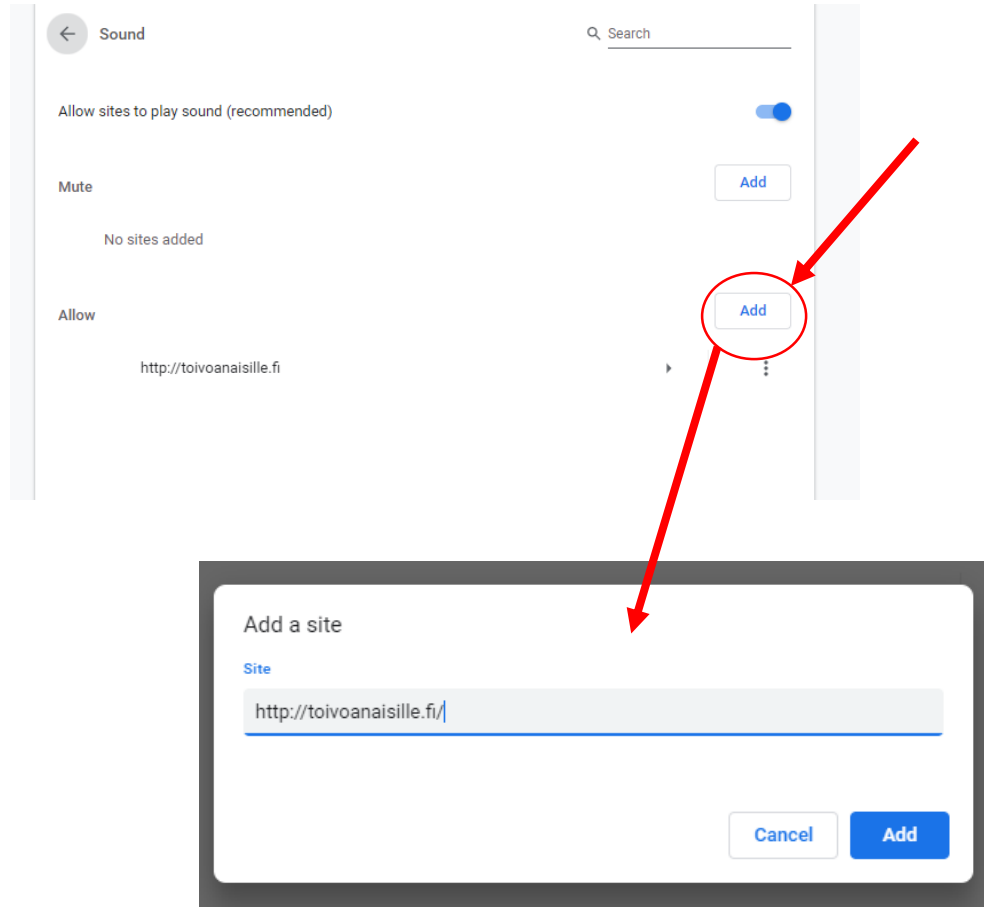 Sound
Search
Allow sites to play sound (recommended)
Mute
Add
No sites added
Allow
Add
http://toivoanaisille.fi
Add a site
Site
http://toivoanaisille.fi/
Cancel
Add